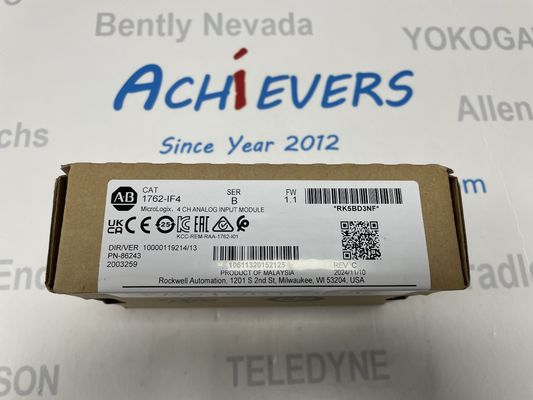 Bently Nevada
YOKOGA
ACHIEVERS
Allen
Since Year 2012
chs
AB
CAT
1762-IF4
SER
B
FW
1.1
MicroLogix, 4 CH ANALOG INPUT MODULE
*RK5BD3NF*
UK CA CE 25 EAC
KCC-REM-RAA-1762-I01
DIR/VER 10000119214/13
PN-86243
2003259
10611320152125
PRODUCT OF MALAYSIA
REV C
2024/11/10
Rockwell Automation, 1201 S 2nd St, Milwaukee, WI 53204, USA
Endre
SON
TELEDYNE